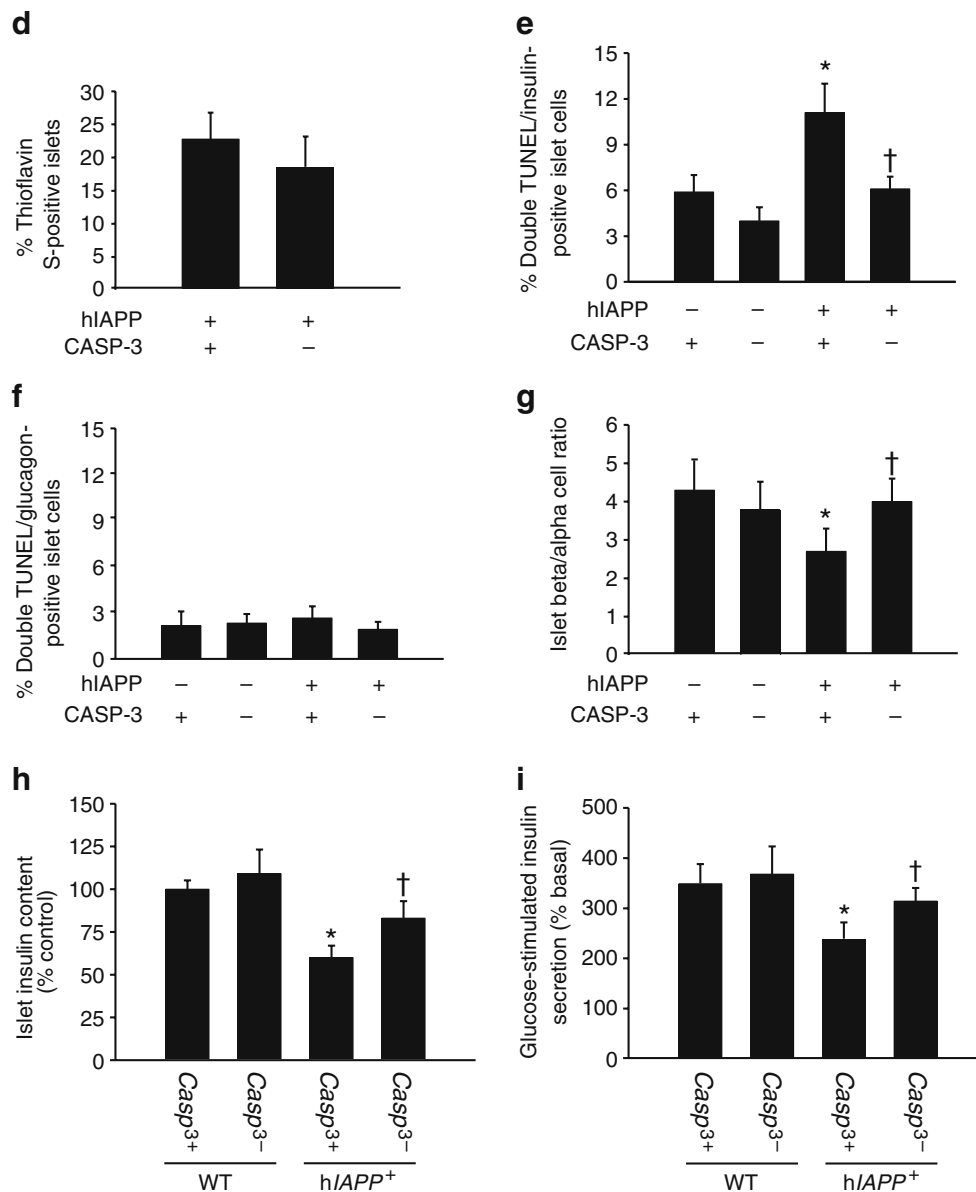 d
% Thioflavin
S-positive islets
30
25
20
15
10
5
0
hIAPP + +
CASP-3 + –
e
% Double TUNEL/insulin-
positive islet cells
15
12
9
6
3
0
*
†
hIAPP – – + +
CASP-3 + – + –
f
% Double TUNEL/glucagon-
positive islet cells
15
12
9
6
3
0
hIAPP – – + +
CASP-3 + – + –
g
Islet beta/alpha cell ratio
6
5
4
3
2
1
0
*
†
hIAPP – – + +
CASP-3 + – + –
h
Islet insulin content
(% control)
150
125
100
75
50
25
0
*
†
Casp3+ Casp3– Casp3+ Casp3–
WT hIAPP+
i
Glucose-stimulated insulin
secretion (% basal)
500
400
300
200
100
0
*
†
Casp3+ Casp3– Casp3+ Casp3–
WT hIAPP+